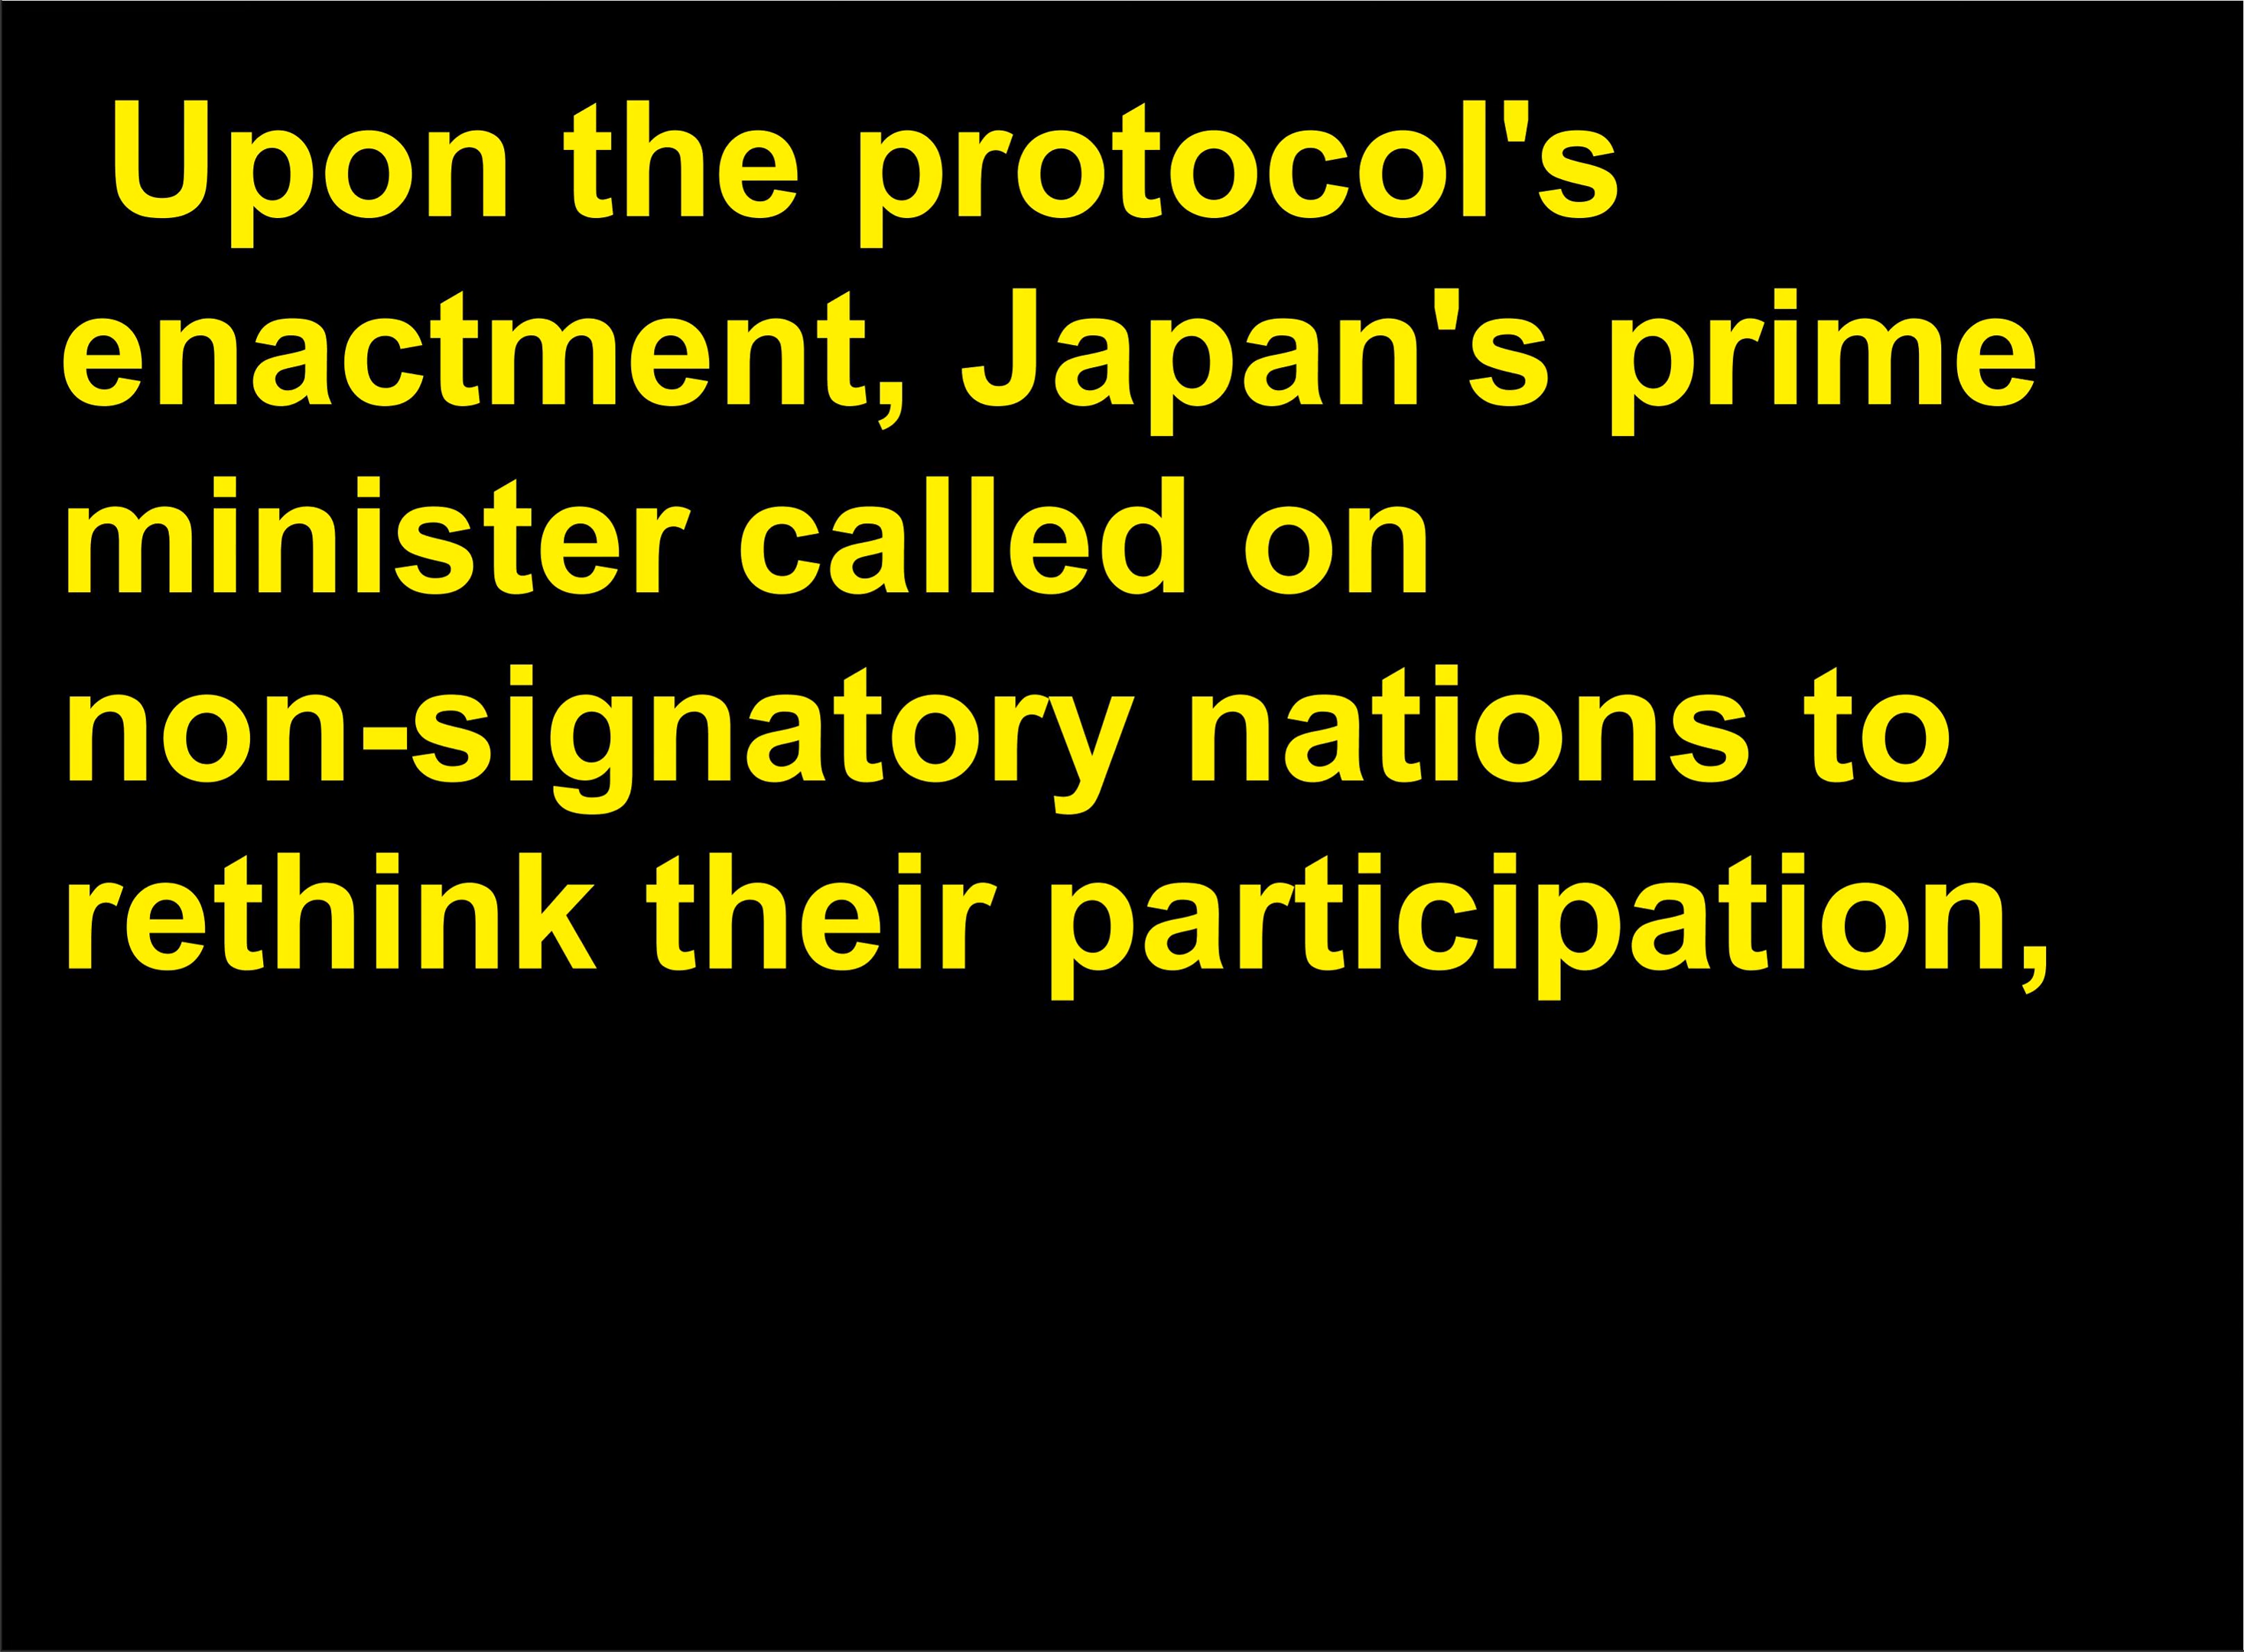 Upon the protocol's
enactment, Japan's prime
minister called on
non-signatory nations to
rethink their participation,